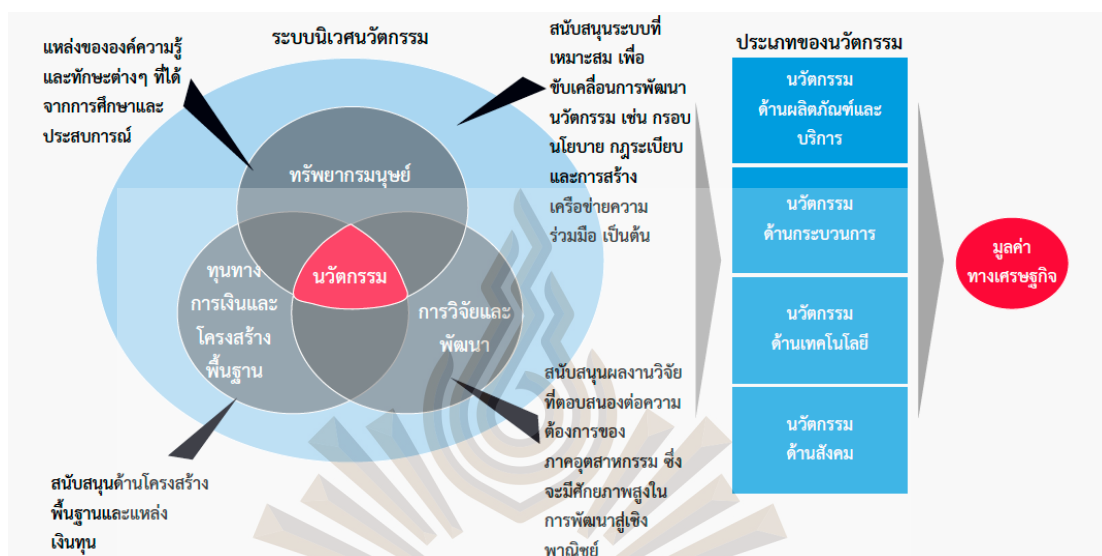 ระบบนิเวศนวัตกรรม
แหล่งขององค์ความรู้
และทักษะต่างๆ ที่ได้
จากการศึกษาและ
ประสบการณ์
ทรัพยากรมนุษย์
ทุนทาง
การเงินและ
โครงสร้าง
พื้นฐาน
นวัตกรรม
การวิจัยและ
พัฒนา
สนับสนุนด้านโครงสร้าง
พื้นฐานและแหล่ง
เงินทุน
สนับสนุนระบบที่
เหมาะสม เพื่อ
ขับเคลื่อนการพัฒนา
นวัตกรรม เช่น กรอบ
นโยบาย กฎระเบียบ
และการสร้าง
เครือข่ายความ
ร่วมมือ เป็นต้น
สนับสนุนผลงานวิจัย
ที่ตอบสนองต่อความ
ต้องการของ
ภาคอุตสาหกรรม ซึ่ง
จะมีศักยภาพสูงใน
การพัฒนาสู่เชิง
พาณิชย์
ประเภทของนวัตกรรม
นวัตกรรม
ด้านผลิตภัณฑ์และ
บริการ
นวัตกรรม
ด้านกระบวนการ
นวัตกรรม
ด้านเทคโนโลยี
นวัตกรรม
ด้านสังคม
มูลค่า
ทางเศรษฐกิจ